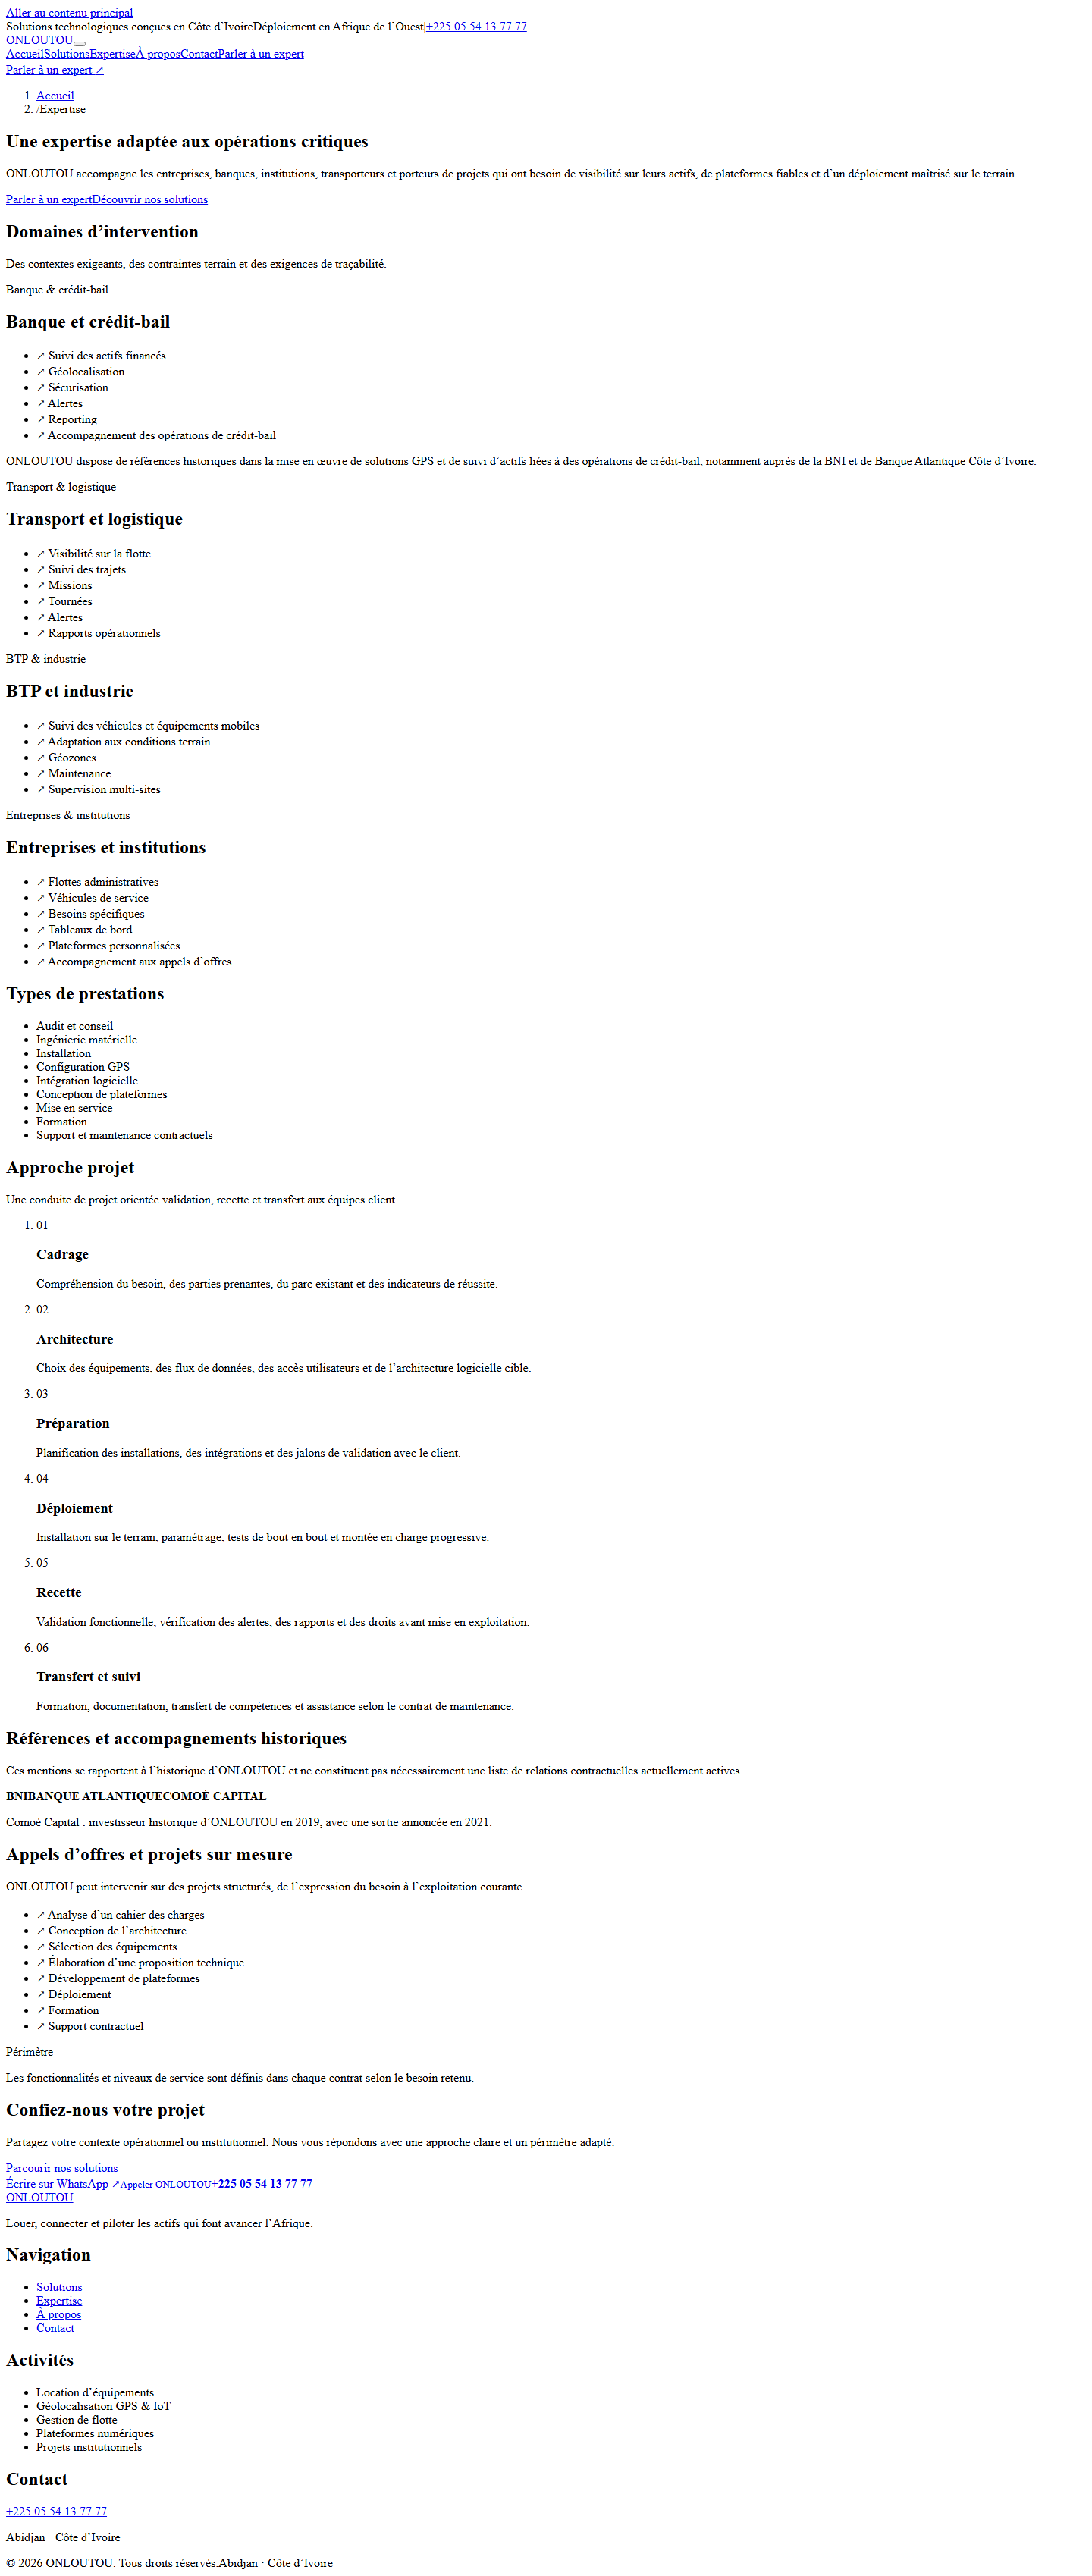 Aller au contenu principal
Solutions technologiques conçues en Côte d’IvoireDéploiement en Afrique de l’Ouest|+225 05 54 13 77 77
ONLOUTOU
AccueilSolutionsExpertiseÀ proposContactParler à un expert
Parler à un expert ↗
1. Accueil
2. /Expertise
Une expertise adaptée aux opérations critiques
ONLOUTOU accompagne les entreprises, banques, institutions, transporteurs et porteurs de projets qui ont besoin de visibilité sur leurs actifs, de plateformes fiables et d’un déploiement maîtrisé sur le terrain.
Parler à un expertDécouvrir nos solutions
Domaines d’intervention
Des contextes exigeants, des contraintes terrain et des exigences de traçabilité.
Banque & crédit-bail
Banque et crédit-bail
• ↗ Suivi des actifs financés
• ↗ Géolocalisation
• ↗ Sécurisation
• ↗ Alertes
• ↗ Reporting
• ↗ Accompagnement des opérations de crédit-bail
ONLOUTOU dispose de références historiques dans la mise en œuvre de solutions GPS et de suivi d’actifs liées à des opérations de crédit-bail, notamment auprès de la BNI et de Banque Atlantique Côte d’Ivoire.
Transport & logistique
Transport et logistique
• ↗ Visibilité sur la flotte
• ↗ Suivi des trajets
• ↗ Missions
• ↗ Tournées
• ↗ Alertes
• ↗ Rapports opérationnels
BTP & industrie
BTP et industrie
• ↗ Suivi des véhicules et équipements mobiles
• ↗ Adaptation aux conditions terrain
• ↗ Géozones
• ↗ Maintenance
• ↗ Supervision multi-sites
Entreprises & institutions
Entreprises et institutions
• ↗ Flottes administratives
• ↗ Véhicules de service
• ↗ Besoins spécifiques
• ↗ Tableaux de bord
• ↗ Plateformes personnalisées
• ↗ Accompagnement aux appels d’offres
Types de prestations
• Audit et conseil
• Ingénierie matérielle
• Installation
• Configuration GPS
• Intégration logicielle
• Conception de plateformes
• Mise en service
• Formation
• Support et maintenance contractuels
Approche projet
Une conduite de projet orientée validation, recette et transfert aux équipes client.
1. 01
Cadrage
Compréhension du besoin, des parties prenantes, du parc existant et des indicateurs de réussite.
2. 02
Architecture
Choix des équipements, des flux de données, des accès utilisateurs et de l’architecture logicielle cible.
3. 03
Préparation
Planification des installations, des intégrations et des jalons de validation avec le client.
4. 04
Déploiement
Installation sur le terrain, paramétrage, tests de bout en bout et montée en charge progressive.
5. 05
Recette
Validation fonctionnelle, vérification des alertes, des rapports et des droits avant mise en exploitation.
6. 06
Transfert et suivi
Formation, documentation, transfert de compétences et assistance selon le contrat de maintenance.
Références et accompagnements historiques
Ces mentions se rapportent à l’historique d’ONLOUTOU et ne constituent pas nécessairement une liste de relations contractuelles actuellement actives.
BNIBANQUE ATLANTIQUECOMOÉ CAPITAL
Comoé Capital : investisseur historique d’ONLOUTOU en 2019, avec une sortie annoncée en 2021.
Appels d’offres et projets sur mesure
ONLOUTOU peut intervenir sur des projets structurés, de l’expression du besoin à l’exploitation courante.
• ↗ Analyse d’un cahier des charges
• ↗ Conception de l’architecture
• ↗ Sélection des équipements
• ↗ Élaboration d’une proposition technique
• ↗ Développement de plateformes
• ↗ Déploiement
• ↗ Formation
• ↗ Support contractuel
Périmètre
Les fonctionnalités et niveaux de service sont définis dans chaque contrat selon le besoin retenu.
Confiez-nous votre projet
Partagez votre contexte opérationnel ou institutionnel. Nous vous répondons avec une approche claire et un périmètre adapté.
Parcourir nos solutions
Écrire sur WhatsApp ↗Appeler ONLOUTOU+225 05 54 13 77 77
ONLOUTOU
Louer, connecter et piloter les actifs qui font avancer l’Afrique.
Navigation
• Solutions
• Expertise
• À propos
• Contact
Activités
• Location d’équipements
• Géolocalisation GPS & IoT
• Gestion de flotte
• Plateformes numériques
• Projets institutionnels
Contact
+225 05 54 13 77 77
Abidjan · Côte d’Ivoire
© 2026 ONLOUTOU. Tous droits réservés.Abidjan · Côte d’Ivoire